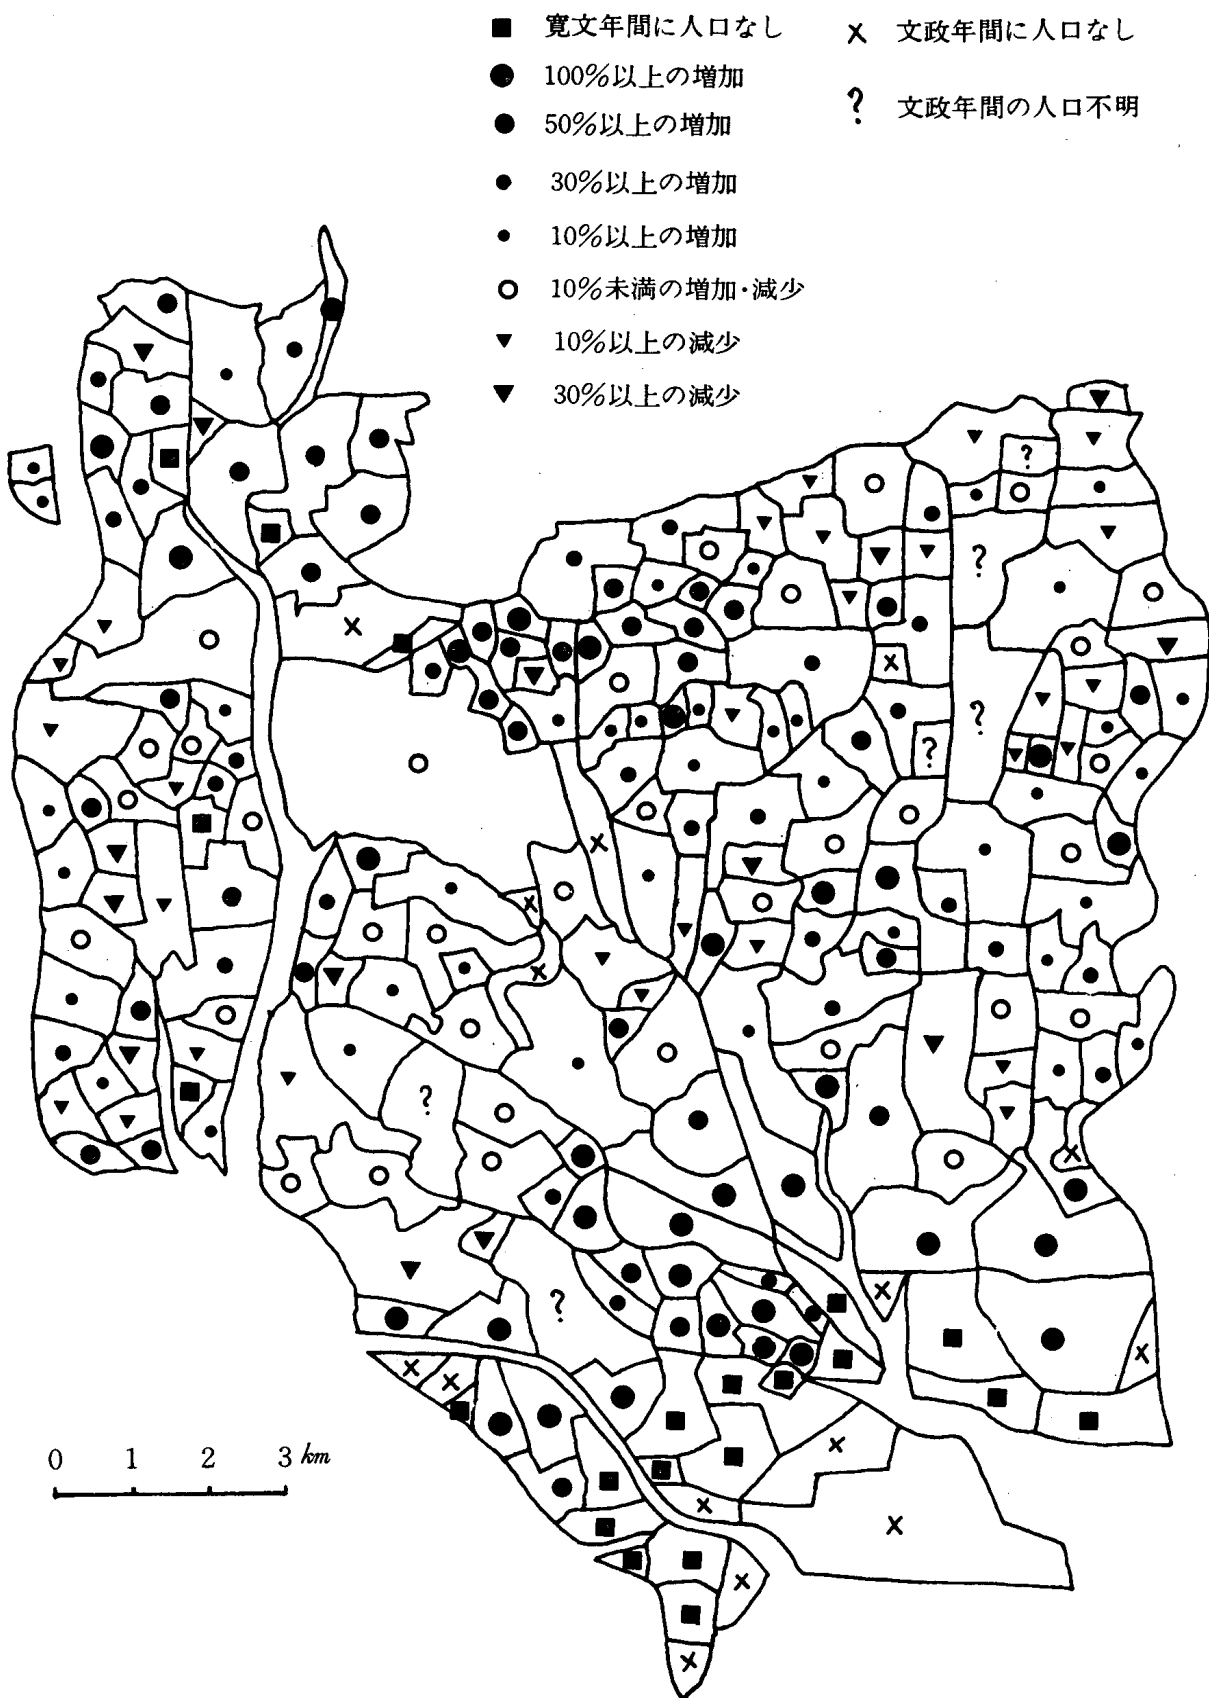 ■ 寛文年間に人口なし
● 100%以上の増加
● 50%以上の増加
● 30%以上の増加
● 10%以上の増加
○ 10%未満の増加・減少
▼ 10%以上の減少
▼ 30%以上の減少
× 文政年間に人口なし
? 文政年間の人口不明
0 1 2 3 km